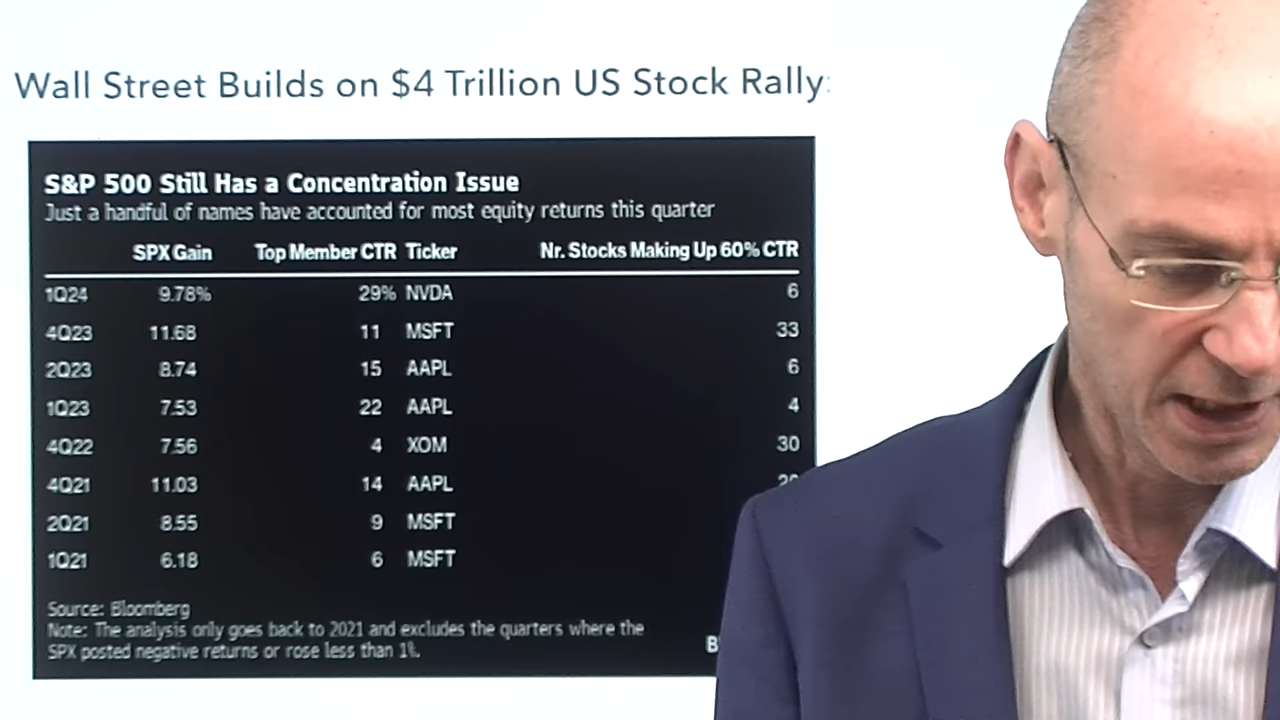 Wall Street Builds on $4 Trillion US Stock Rally:
S&P 500 Still Has a Concentration Issue
Just a handful of names have accounted for most equity returns this quarter
SPX Gain Top Member CTR Ticker Nr. Stocks Making Up 60% CTR
1Q24 9.78% 29% NVDA 6
4Q23 11.68 11 MSFT 33
2Q23 8.74 15 AAPL 6
1Q23 7.53 22 AAPL 4
4Q22 7.56 4 XOM 30
4Q21 11.03 14 AAPL
2Q21 8.55 9 MSFT
1Q21 6.18 6 MSFT
Source: Bloomberg
Note: The analysis only goes back to 2021 and excludes the quarters where the
SPX posted negative returns or rose less than 1%.